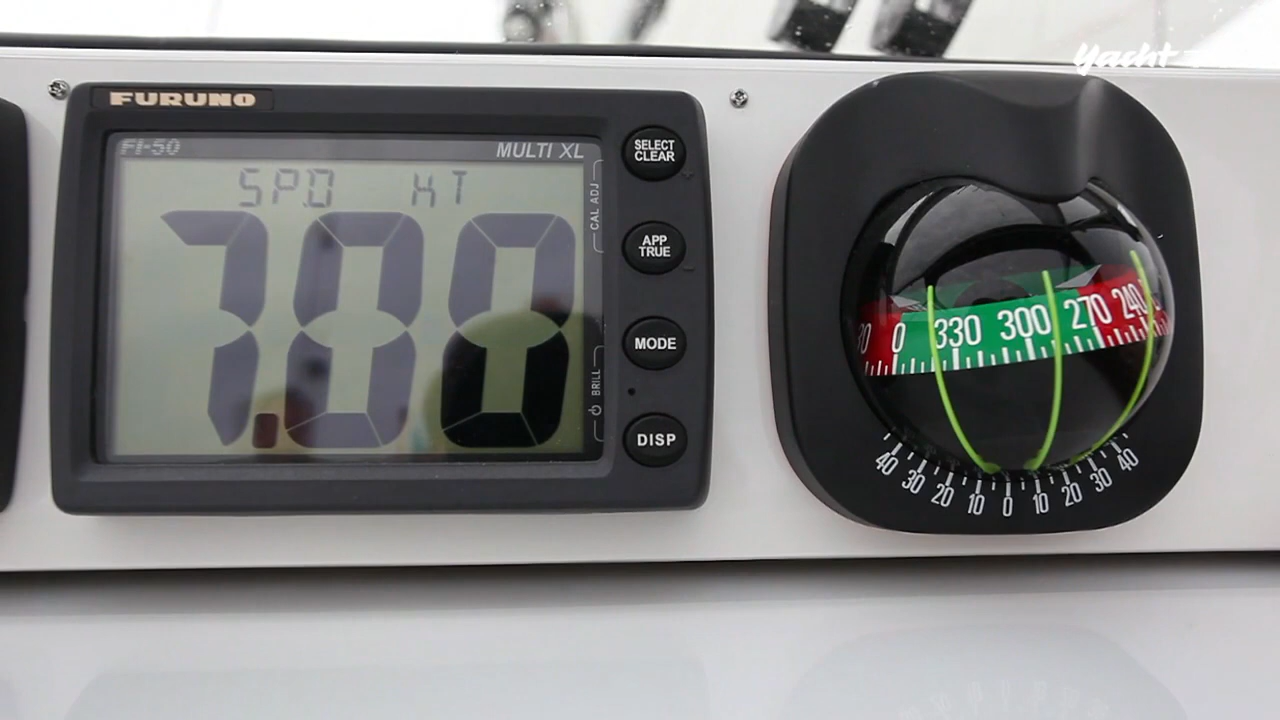 Yacht
FURUNO
FI-50
MULTI XL
SPD KT
7.00
SELECT
CLEAR
CAL ADJ
APP
TRUE
MODE
BRILL
DISP
0 330 300 270 240
40 30 20 10 0 10 20 30 40